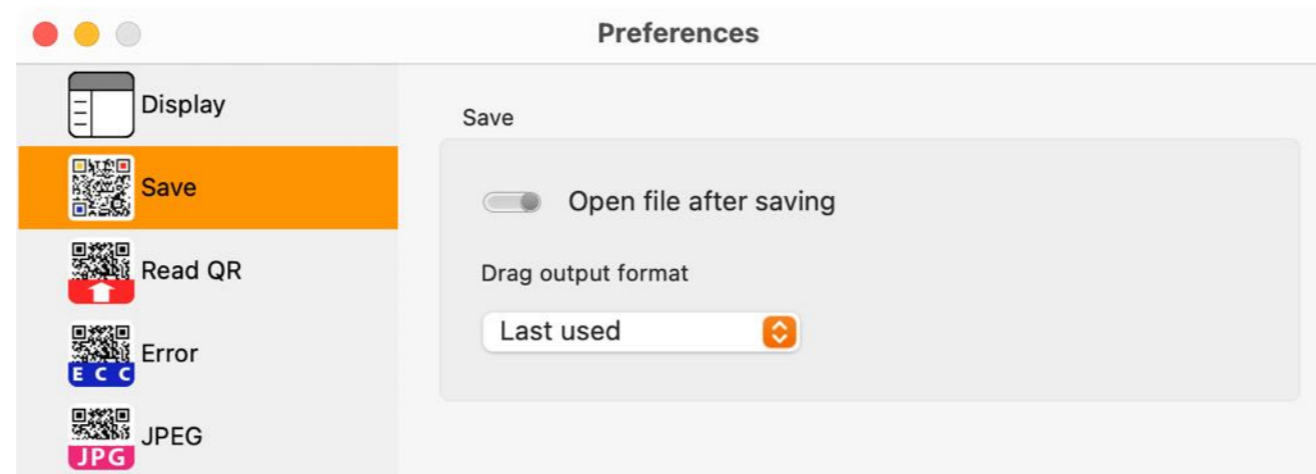 Preferences
Display
Save
Read QR
Error
E C C
JPEG
JPG
Save
Open file after saving
Drag output format
Last used